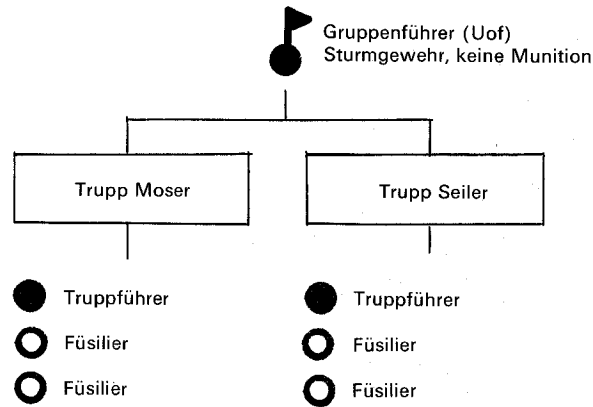 Gruppenführer (Uof)
Sturmgewehr, keine Munition
Trupp Moser
Trupp Seiler
Truppführer
Füsilier
Füsilier
Truppführer
Füsilier
Füsilier